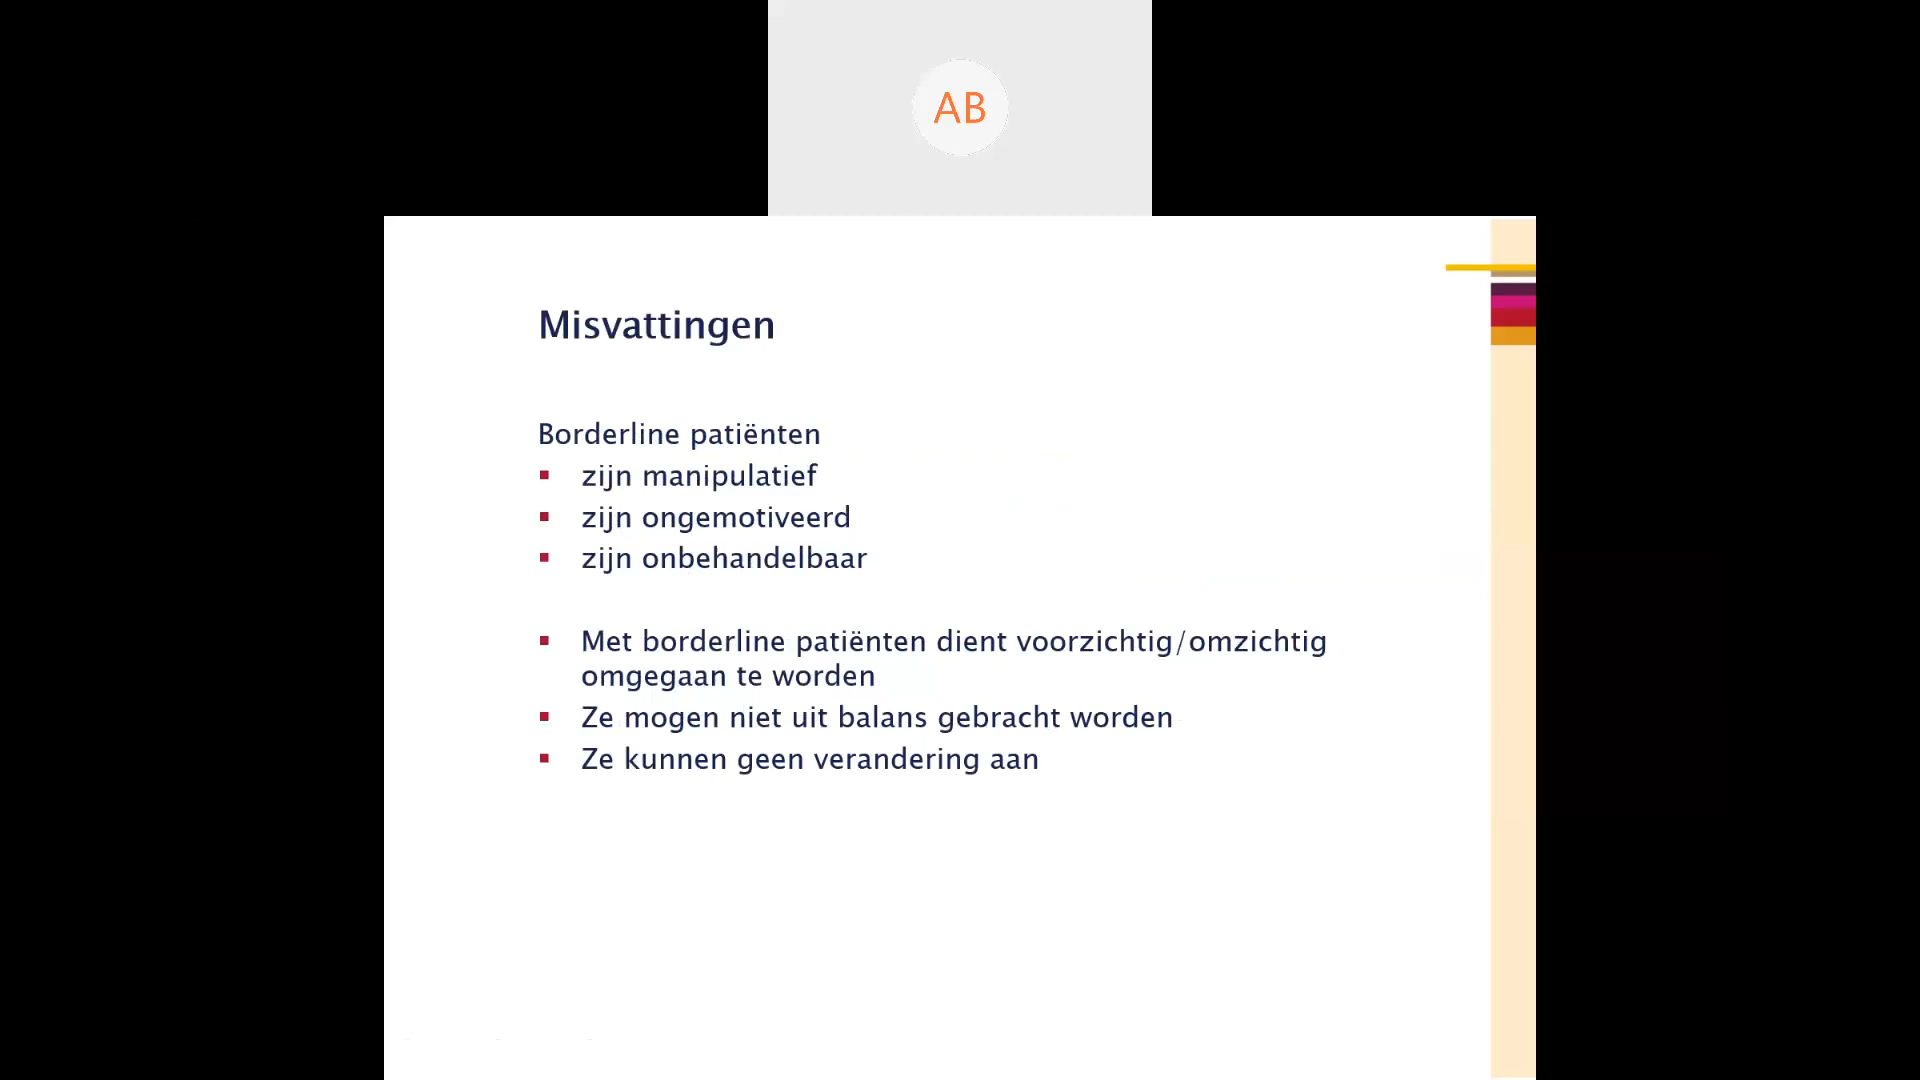 AB
Misvattingen
Borderline patiënten
▪ zijn manipulatief
▪ zijn ongemotiveerd
▪ zijn onbehandelbaar
▪ Met borderline patiënten dient voorzichtig/omzichtig
omgegaan te worden
▪ Ze mogen niet uit balans gebracht worden
▪ Ze kunnen geen verandering aan